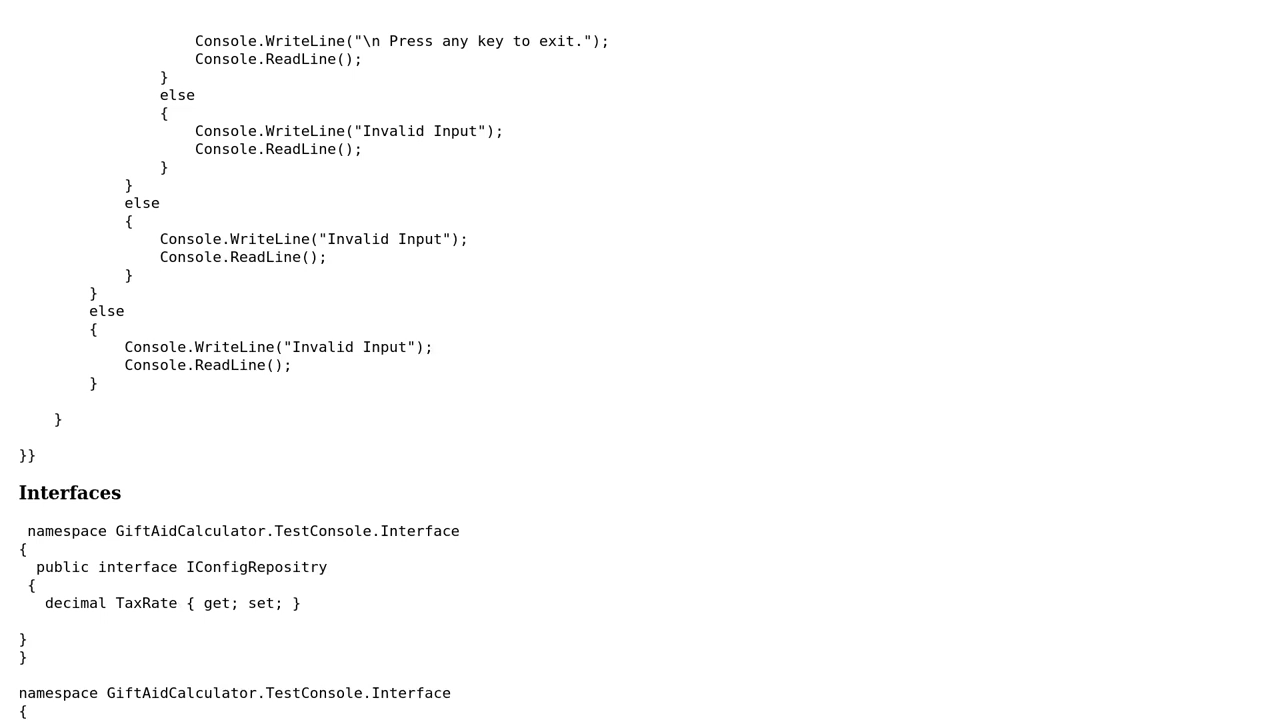 Console.WriteLine("\n Press any key to exit.");
Console.ReadLine();
}
else
{
Console.WriteLine("Invalid Input");
Console.ReadLine();
}
}
else
{
Console.WriteLine("Invalid Input");
Console.ReadLine();
}
}
else
{
Console.WriteLine("Invalid Input");
Console.ReadLine();
}
}
}}
Interfaces
namespace GiftAidCalculator.TestConsole.Interface
{
public interface IConfigRepositry
{
decimal TaxRate { get; set; }
}
}
namespace GiftAidCalculator.TestConsole.Interface
{